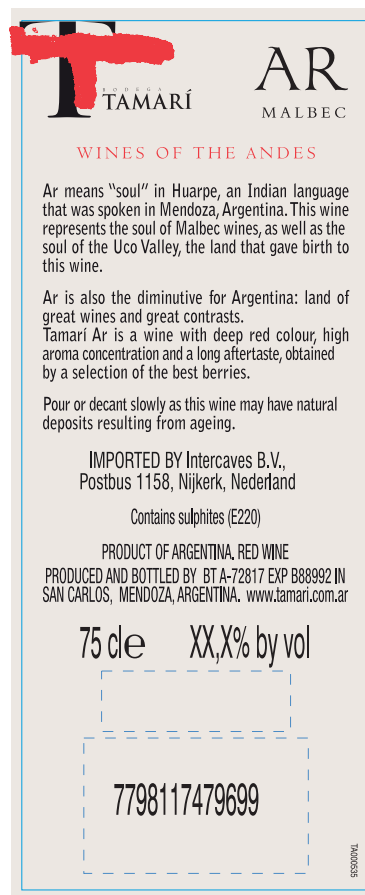 T
BODEGA
TAMARÍ
AR
MALBEC
WINES OF THE ANDES
Ar means "soul" in Huarpe, an Indian language
that was spoken in Mendoza, Argentina. This wine
represents the soul of Malbec wines, as well as the
soul of the Uco Valley, the land that gave birth to
this wine.
Ar is also the diminutive for Argentina: land of
great wines and great contrasts.
Tamarí Ar is a wine with deep red colour, high
aroma concentration and a long aftertaste, obtained
by a selection of the best berries.
Pour or decant slowly as this wine may have natural
deposits resulting from ageing.
IMPORTED BY Intercaves B.V.,
Postbus 1158, Nijkerk, Nederland
Contains sulphites (E220)
PRODUCT OF ARGENTINA. RED WINE
PRODUCED AND BOTTLED BY BT A-72817 EXP B88992 IN
SAN CARLOS, MENDOZA, ARGENTINA. www.tamari.com.ar
75 cl e XX,X% by vol
7798117479699
TA000535